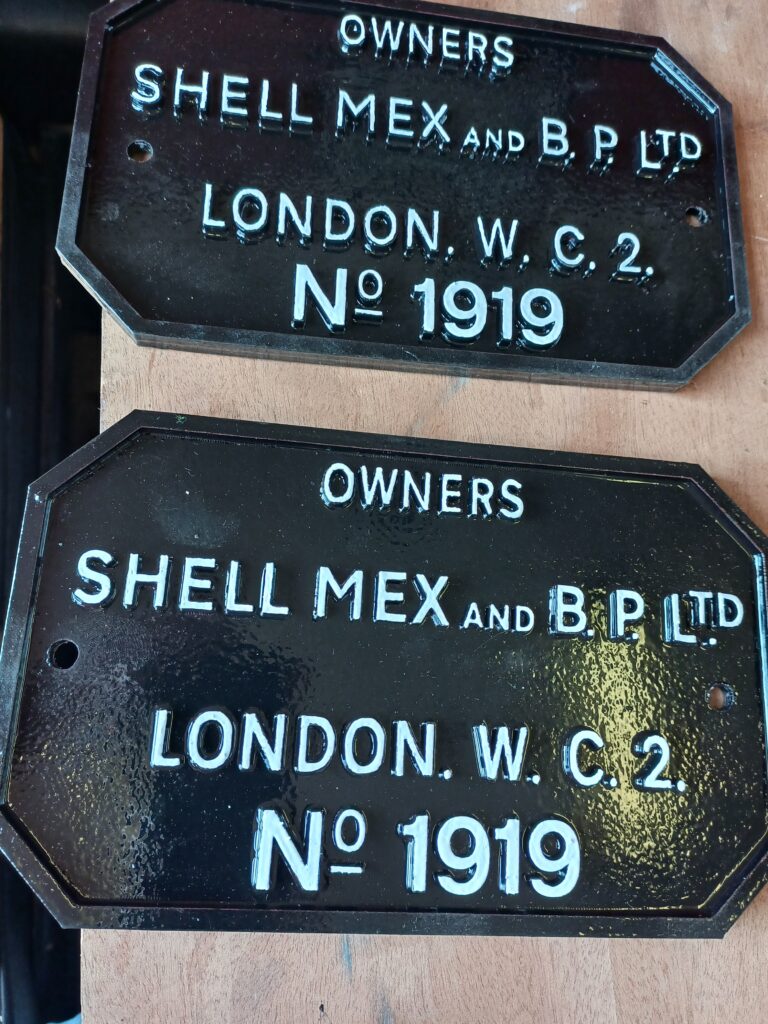 OWNERS
SHELL MEX AND B. P. LTD
LONDON. W. C. 2.
Nº 1919
OWNERS
SHELL MEX AND B. P. LTD.
LONDON. W. C. 2.
Nº 1919